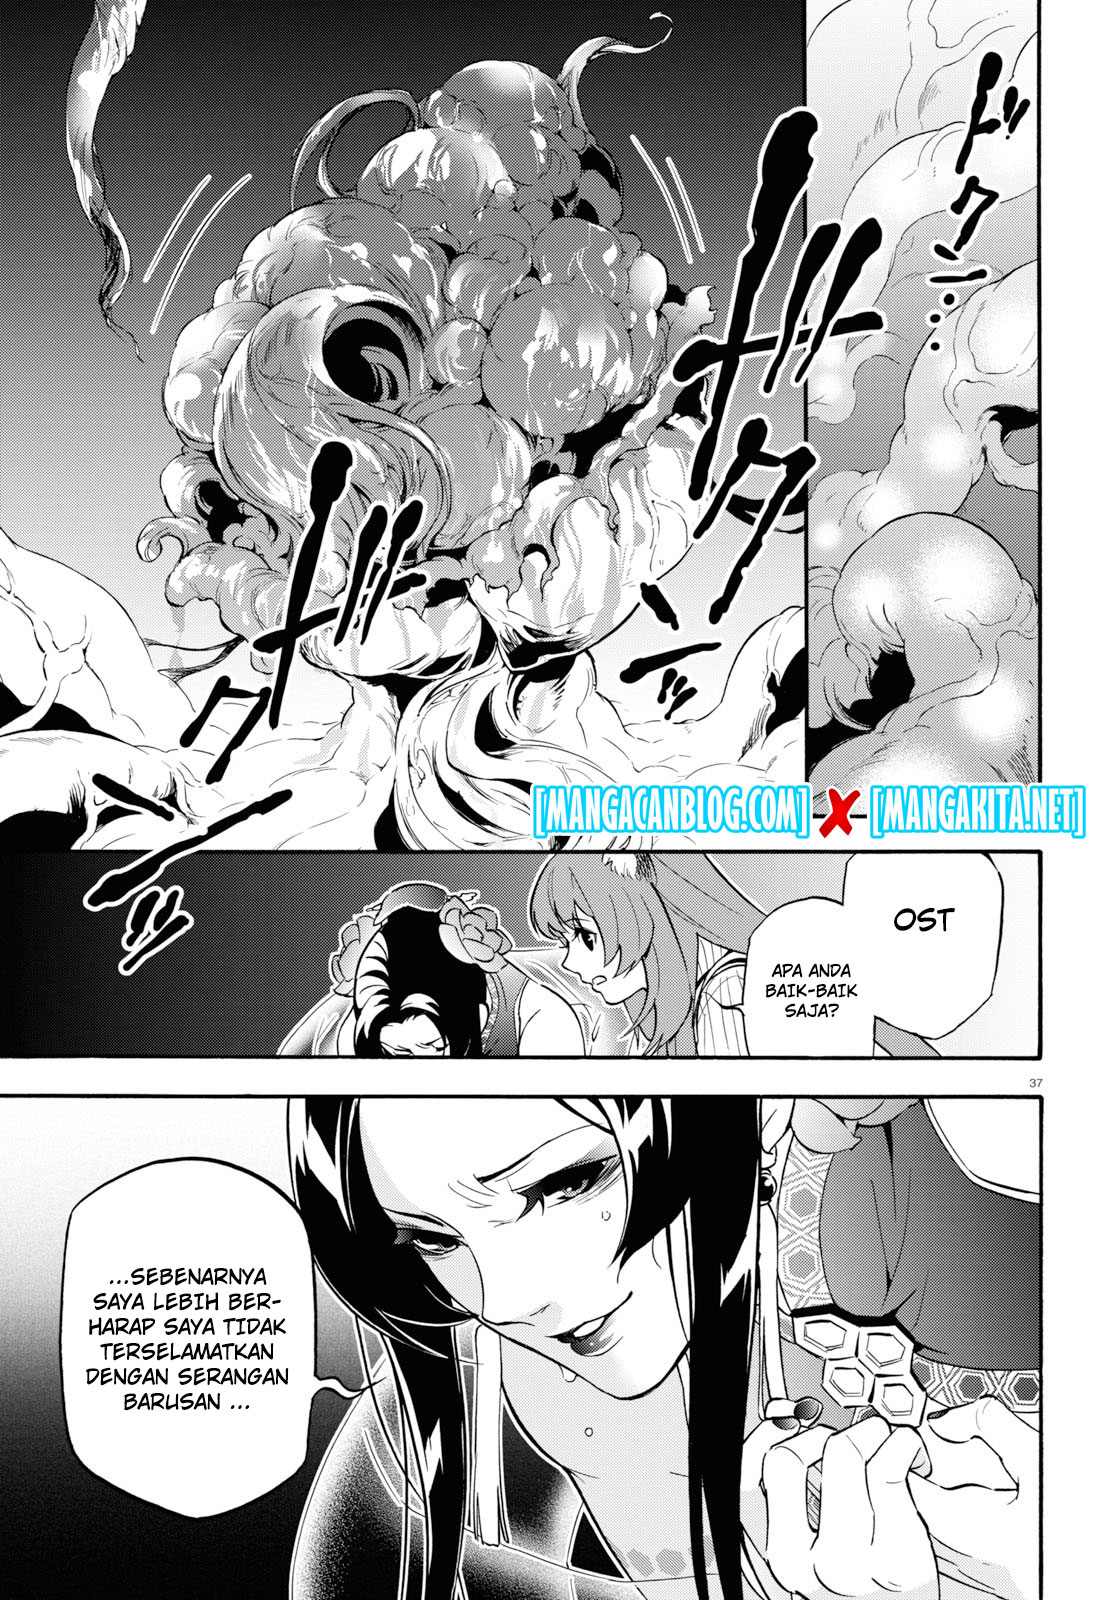 ドクン…
ドクン
ドクン
[MANGACANBLOG.COM] X [MANGAKITA.NET]
OST
APA ANDA
BAIK-BAIK
SAJA?
37
...SEBENARNYA
SAYA LEBIH BER-
HARAP SAYA TIDAK
TERSELAMATKAN
DENGAN SERANGAN
BARUSAN ...